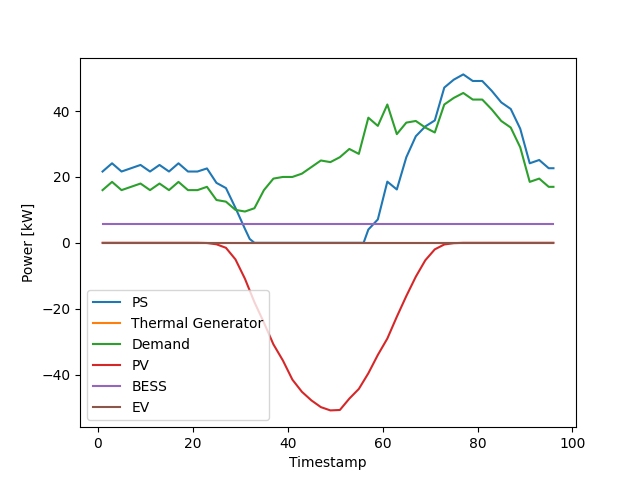 40
20
0
−20
−40
Power [kW]
PS
Thermal Generator
Demand
PV
BESS
EV
0 20 40 60 80 100
Timestamp